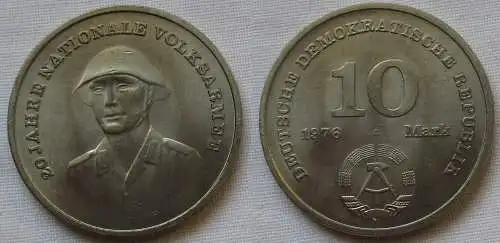 20 JAHRE NATIONALE VOLKSARMEE
DEUTSCHE DEMOKRATISCHE REPUBLIK
10
1976 Mark